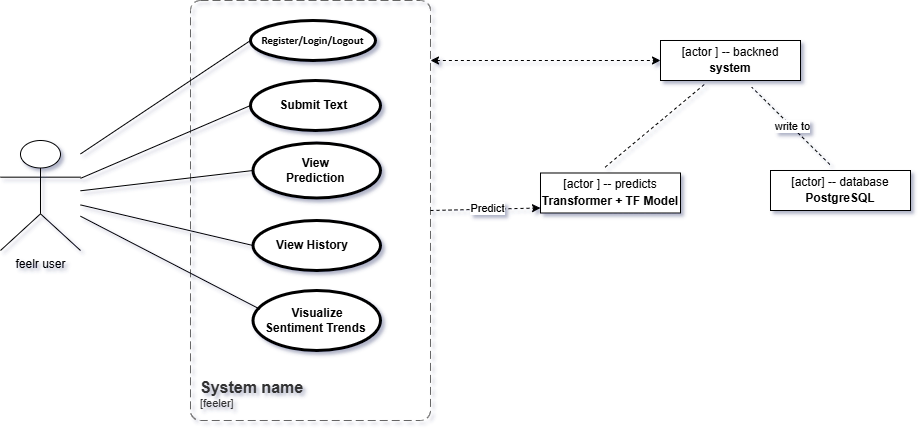 Register/Login/Logout
Submit Text
View
Prediction
View History
Visualize
Sentiment Trends
feelr user
System name
[feeler]
[actor ] -- backned
system
write to
[actor ] -- predicts
Transformer + TF Model
[actor] -- database
PostgreSQL
Predict